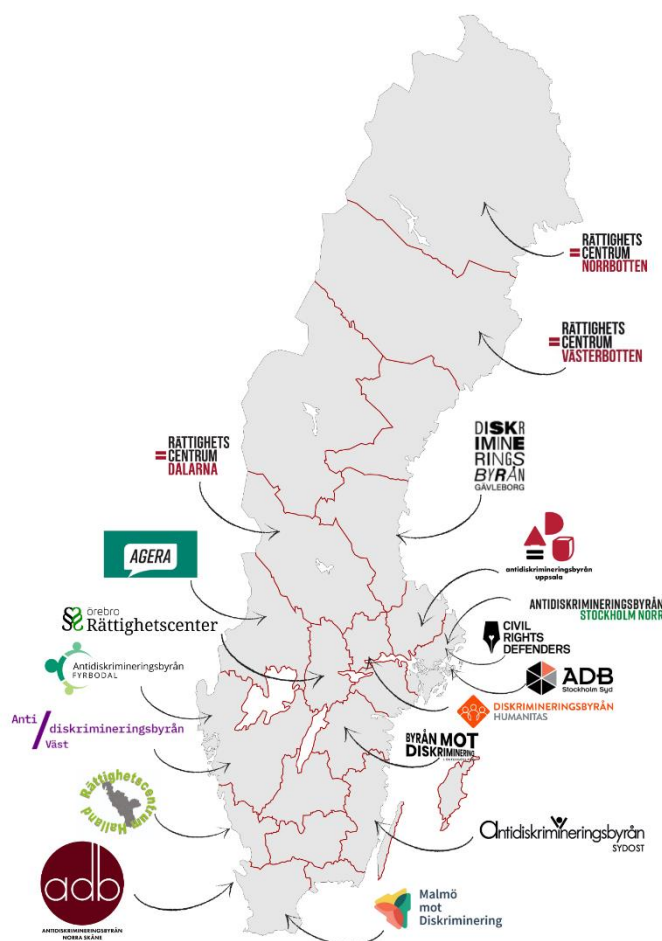 RÄTTIGHETS
CENTRUM
NORRBOTTEN
RÄTTIGHETS
CENTRUM
VÄSTERBOTTEN
RÄTTIGHETS
CENTRUM
DALARNA
DISKR
IMINE
RINGS
BYRÅN
GÄVLEBORG
AGERA
antidiskrimineringsbyrån
uppsala
örebro
Rättighetscenter
ANTIDISKRIMINERINGSBYRÅN
STOCKHOLM NORR
CIVIL
RIGHTS
DEFENDERS
Antidiskrimineringsbyrån
FYRBODAL
ADB
Stockholm Syd
DISKRIMINERINGSBYRÅN
HUMANITAS
Anti
/diskrimineringsbyrån
Väst
BYRÅN MOT
DISKRIMINERING
Rättighetscentrum Halland
antidiskrimineringsbyrån
SYDOST
adb
ANTIDISKRIMINERINGSBYRÅN
NORRA SKÅNE
Malmö
mot
Diskriminering